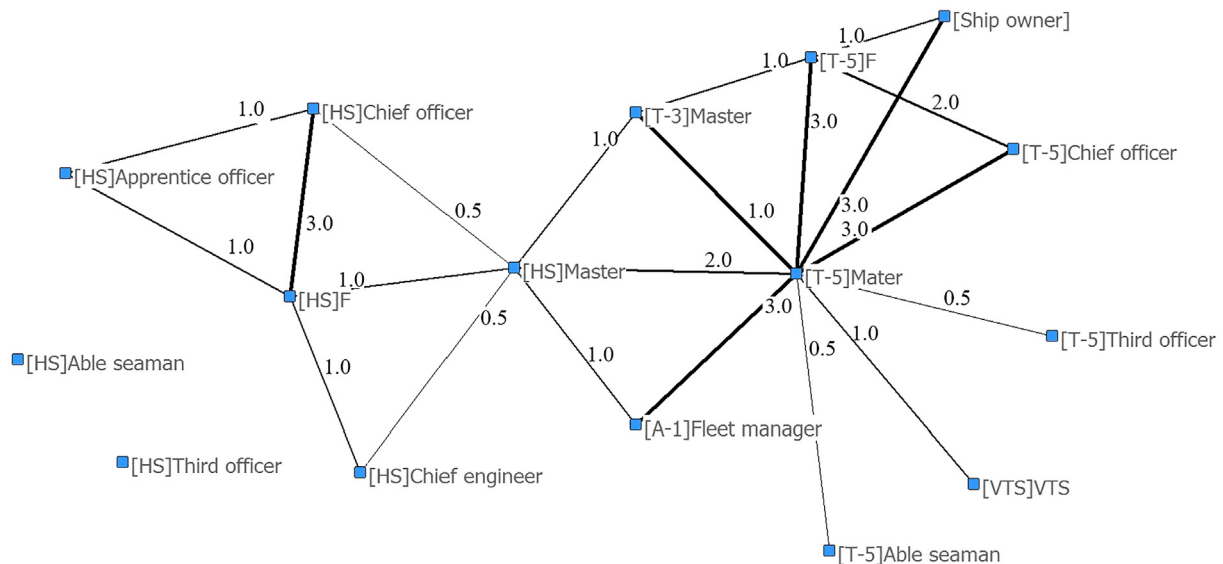 [Ship owner]
1.0
1.0
[T-5]F
2.0
1.0
[HS]Chief officer
[T-3]Master
3.0
1.0
[T-5]Chief officer
[HS]Apprentice officer
0.5
1.0
3.0
3.0
3.0
1.0
2.0
[HS]Master
[T-5]Mater
1.0
[HS]F
0.5
3.0
0.5
1.0
[T-5]Third officer
0.5
1.0
[HS]Able seaman
1.0
[A-1]Fleet manager
[HS]Third officer
[HS]Chief engineer
[VTS]VTS
[T-5]Able seaman